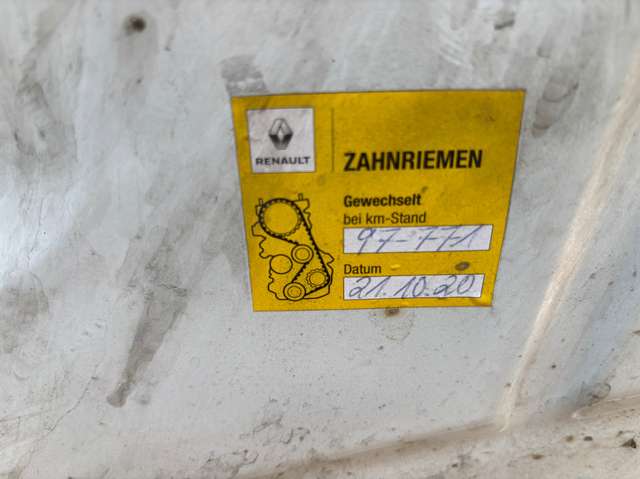 RENAULT
ZAHNRIEMEN
Gewechselt
bei km-Stand
97-771
Datum
21.10.20